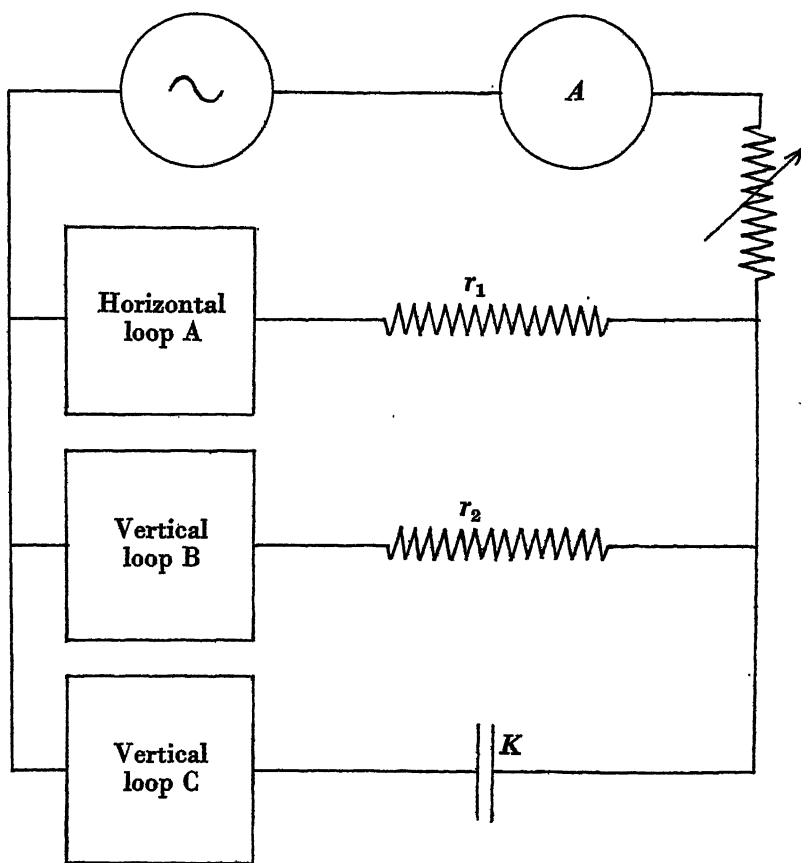 A
Horizontal
loop A
r₁
Vertical
loop B
r₂
Vertical
loop C
K